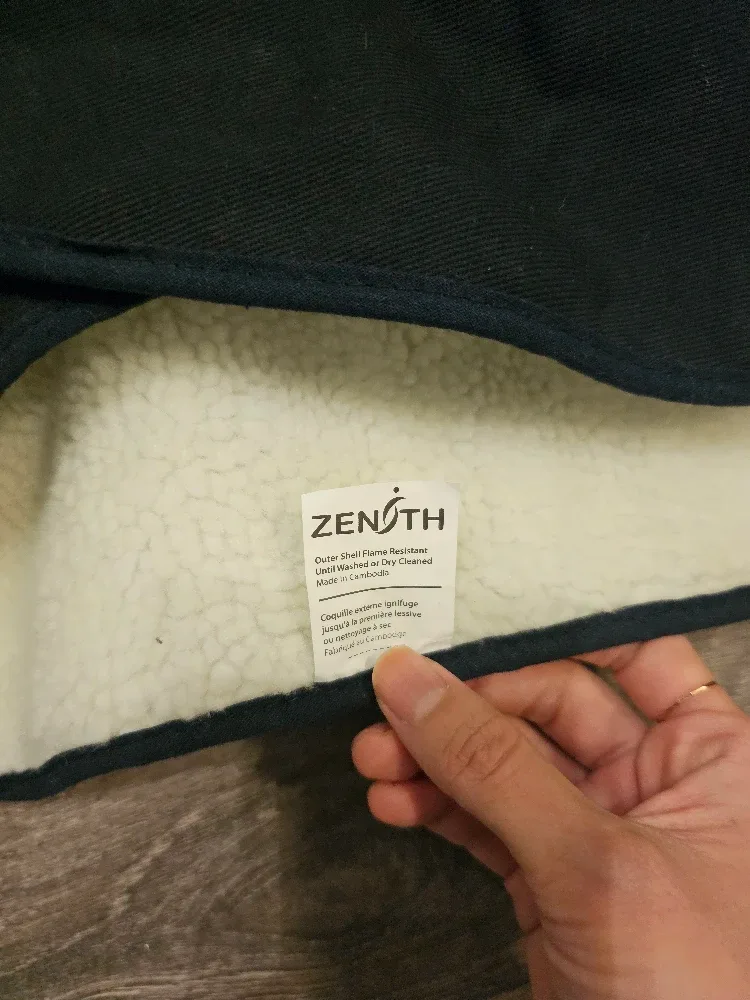 ZENITH
Outer Shell Flame Resistant
Until Washed or Dry Cleaned
Made in Cambodia
Coquille externe ignifuge
jusqu'à la première lessive
ou nettoyage à sec
Fabriqué au Cambodge